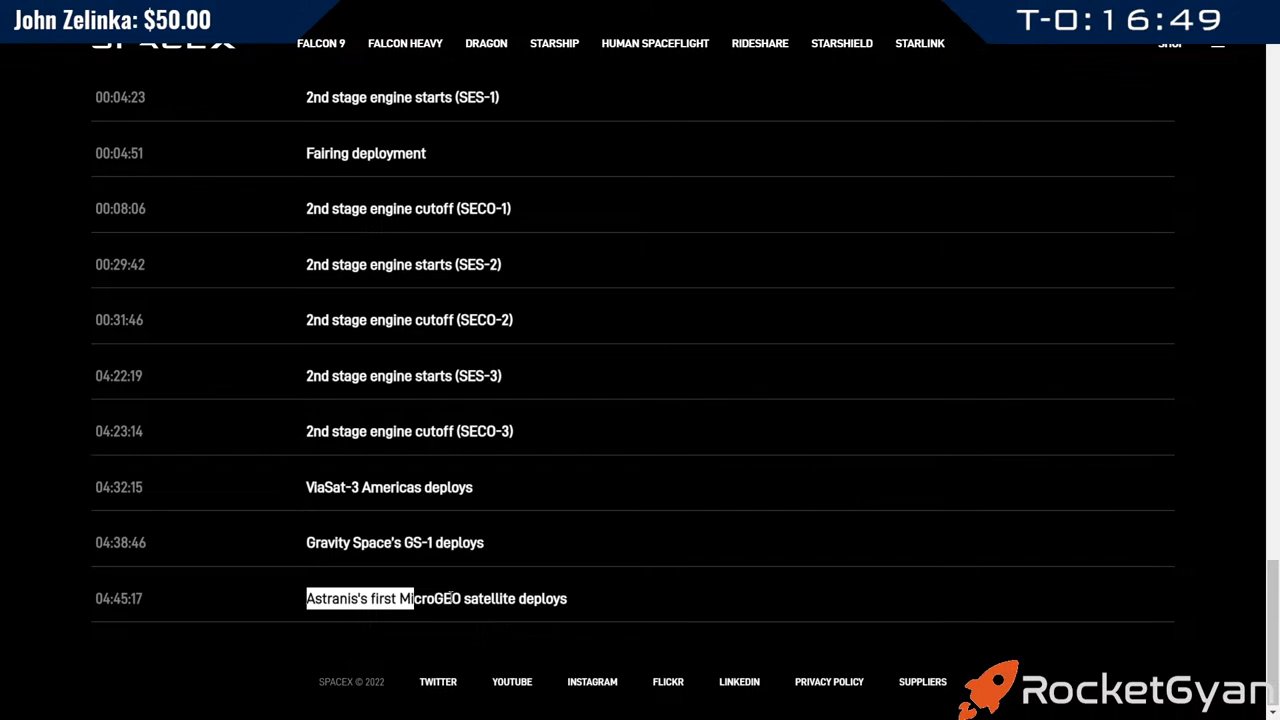 John Zelinka: $50.00
T-0:16:49
SPACEX FALCON 9 FALCON HEAVY DRAGON STARSHIP HUMAN SPACEFLIGHT RIDESHARE STARSHIELD STARLINK SHOP
00:04:23 2nd stage engine starts (SES-1)
00:04:51 Fairing deployment
00:08:06 2nd stage engine cutoff (SECO-1)
00:29:42 2nd stage engine starts (SES-2)
00:31:46 2nd stage engine cutoff (SECO-2)
04:22:19 2nd stage engine starts (SES-3)
04:23:14 2nd stage engine cutoff (SECO-3)
04:32:15 ViaSat-3 Americas deploys
04:38:46 Gravity Space's GS-1 deploys
04:45:17 Astranis's first MicroGEO satellite deploys
SPACEX © 2022 TWITTER YOUTUBE INSTAGRAM FLICKR LINKEDIN PRIVACY POLICY SUPPLIERS
RocketGyan